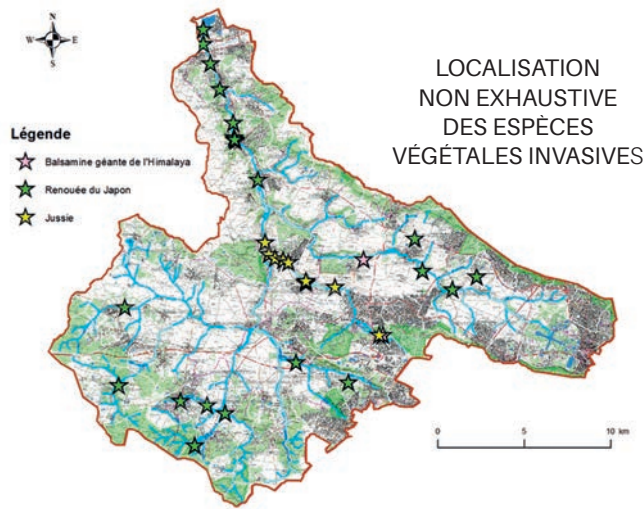 N
W E
S
LOCALISATION
NON EXHAUSTIVE
DES ESPÈCES
VÉGÉTALES INVASIVES
Légende
Balsamine géante de l'Himalaya
Renouée du Japon
Jussie
0 5 10 km